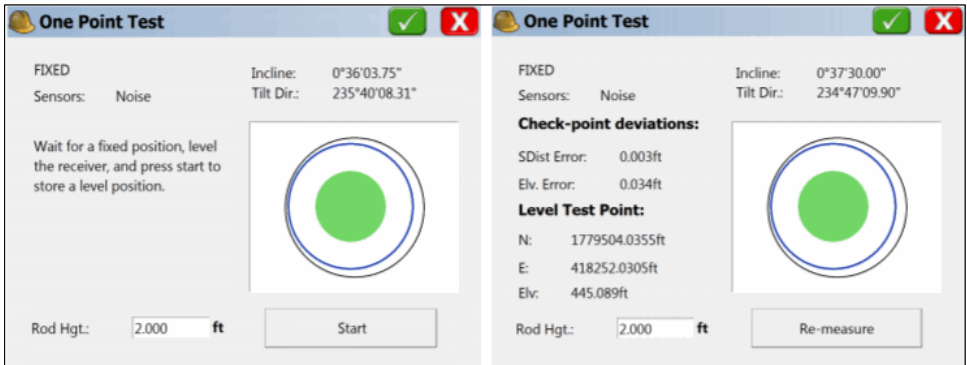 One Point Test
FIXED
Incline: 0°36'03.75"
Sensors: Noise
Tilt Dir.: 235°40'08.31"
Wait for a fixed position, level
the receiver, and press start to
store a level position.
Rod Hgt.: 2.000 ft
Start
One Point Test
FIXED
Incline: 0°37'30.00"
Sensors: Noise
Tilt Dir.: 234°47'09.90"
Check-point deviations:
SDist Error: 0.003ft
Elv. Error: 0.034ft
Level Test Point:
N: 1779504.0355ft
E: 418252.0305ft
Elv: 445.089ft
Rod Hgt.: 2.000 ft
Re-measure